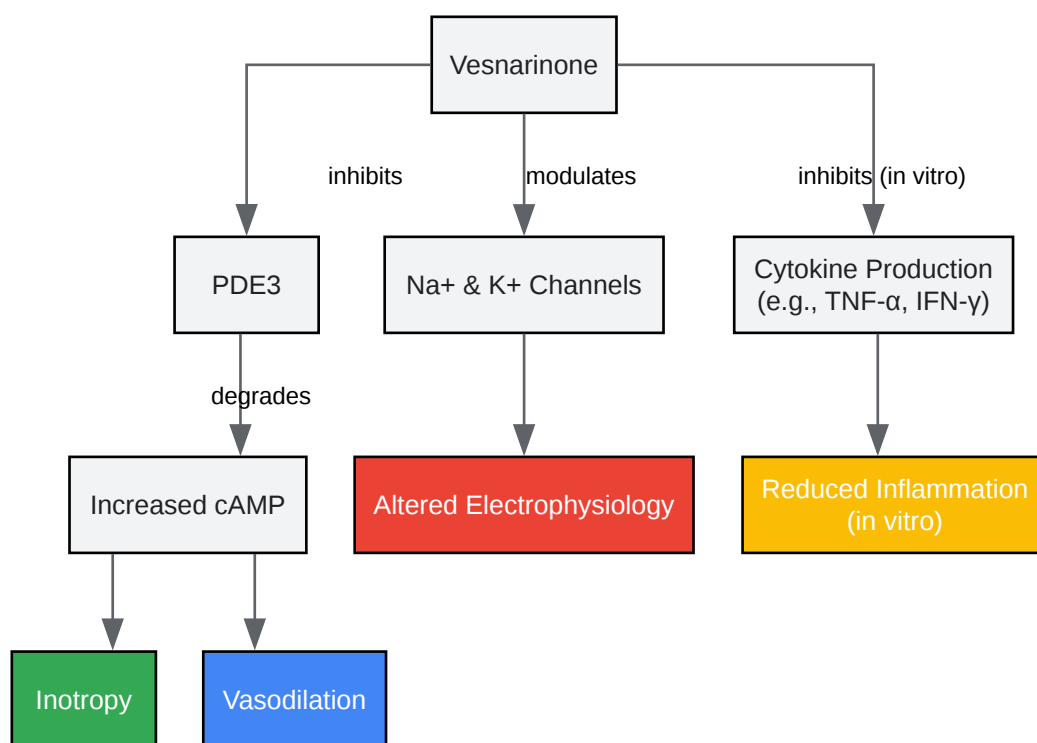 Vesnarinone
inhibits
modulates
inhibits (in vitro)
PDE3
Na+ & K+ Channels
Cytokine Production
(e.g., TNF-α, IFN-γ)
degrades
Increased cAMP
Altered Electrophysiology
Reduced Inflammation
(in vitro)
Inotropy
Vasodilation